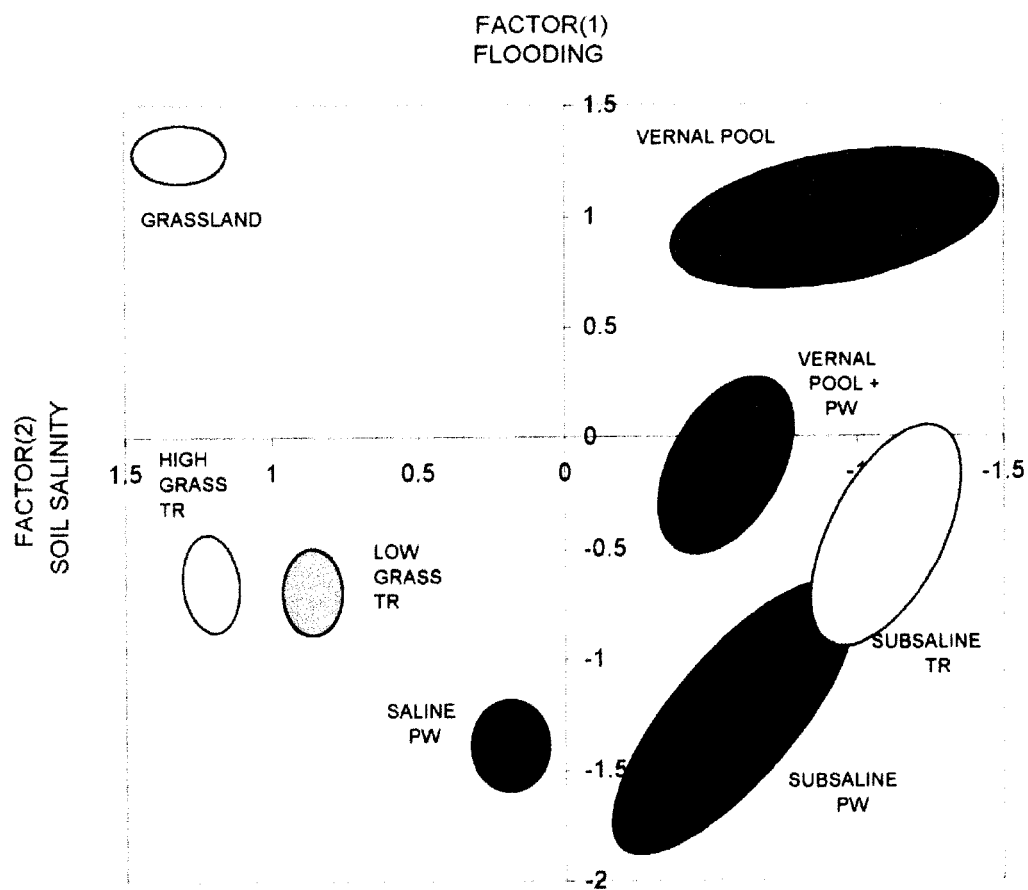 FACTOR(1)
FLOODING
1.5
VERNAL POOL
GRASSLAND
1
0.5
VERNAL
POOL +
PW
0
FACTOR(2)
SOIL SALINITY
1.5
1
0.5
0
-1
-1.5
HIGH
GRASS
TR
LOW
GRASS
TR
-0.5
SUBSALINE
TR
-1
SALINE
PW
-1.5
SUBSALINE
PW
-2